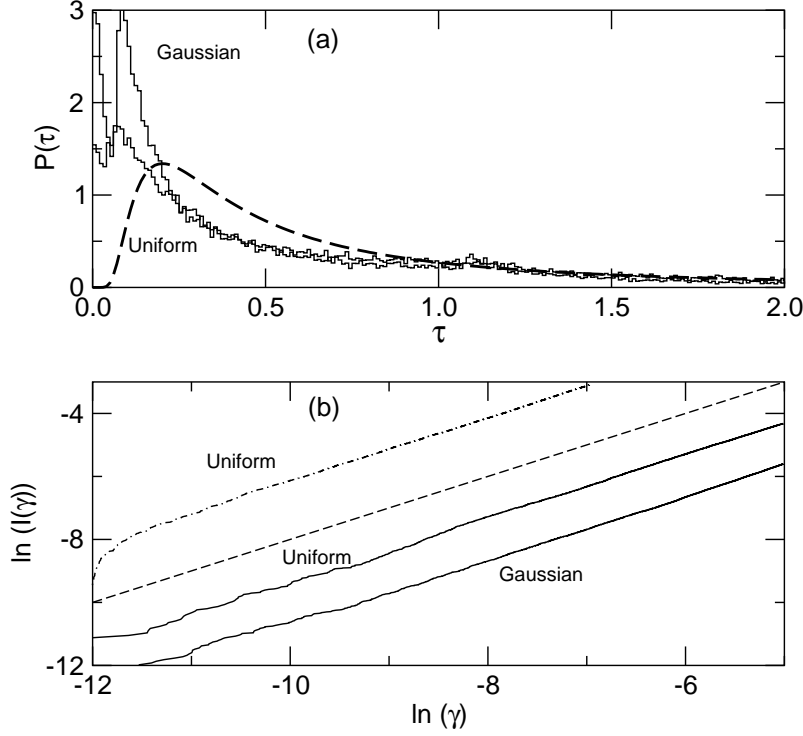 3
(a)
Gaussian
2
P(τ)
1
Uniform
0
0.0 0.5 1.0 1.5 2.0
τ
(b)
-4
Uniform
ln (I(γ))
-8
Uniform
Gaussian
-12
-12 -10 -8 -6
ln (γ)